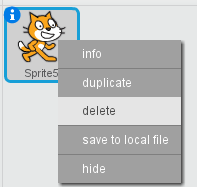 Sprite5
info
duplicate
delete
save to local file
hide